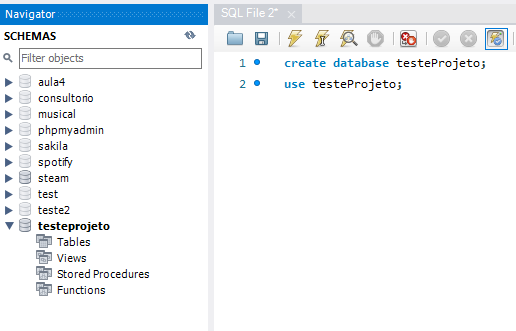 Navigator
SCHEMAS
Filter objects
aula4
consultorio
musical
phpmyadmin
sakila
spotify
steam
test
teste2
testeprojeto
Tables
Views
Stored Procedures
Functions
SQL File 2*
1 create database testeProjeto;
2 use testeProjeto;